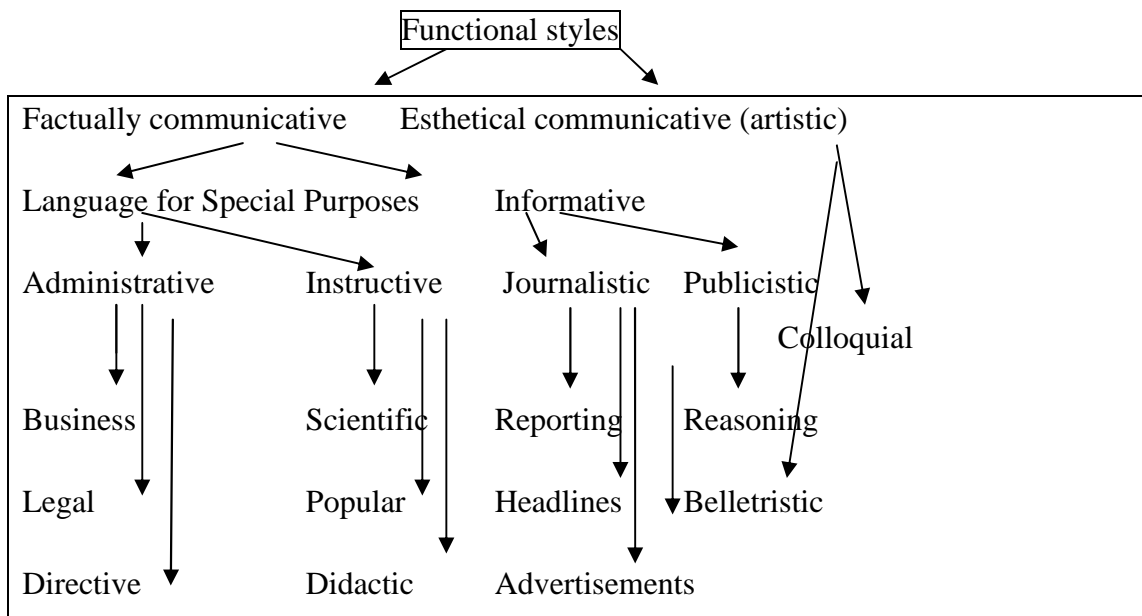 Functional styles
Factually communicative Esthetical communicative (artistic)
Language for Special Purposes Informative
Administrative Instructive Journalistic Publicistic
Colloquial
Business Scientific Reporting Reasoning
Legal Popular Headlines Belletristic
Directive Didactic Advertisements